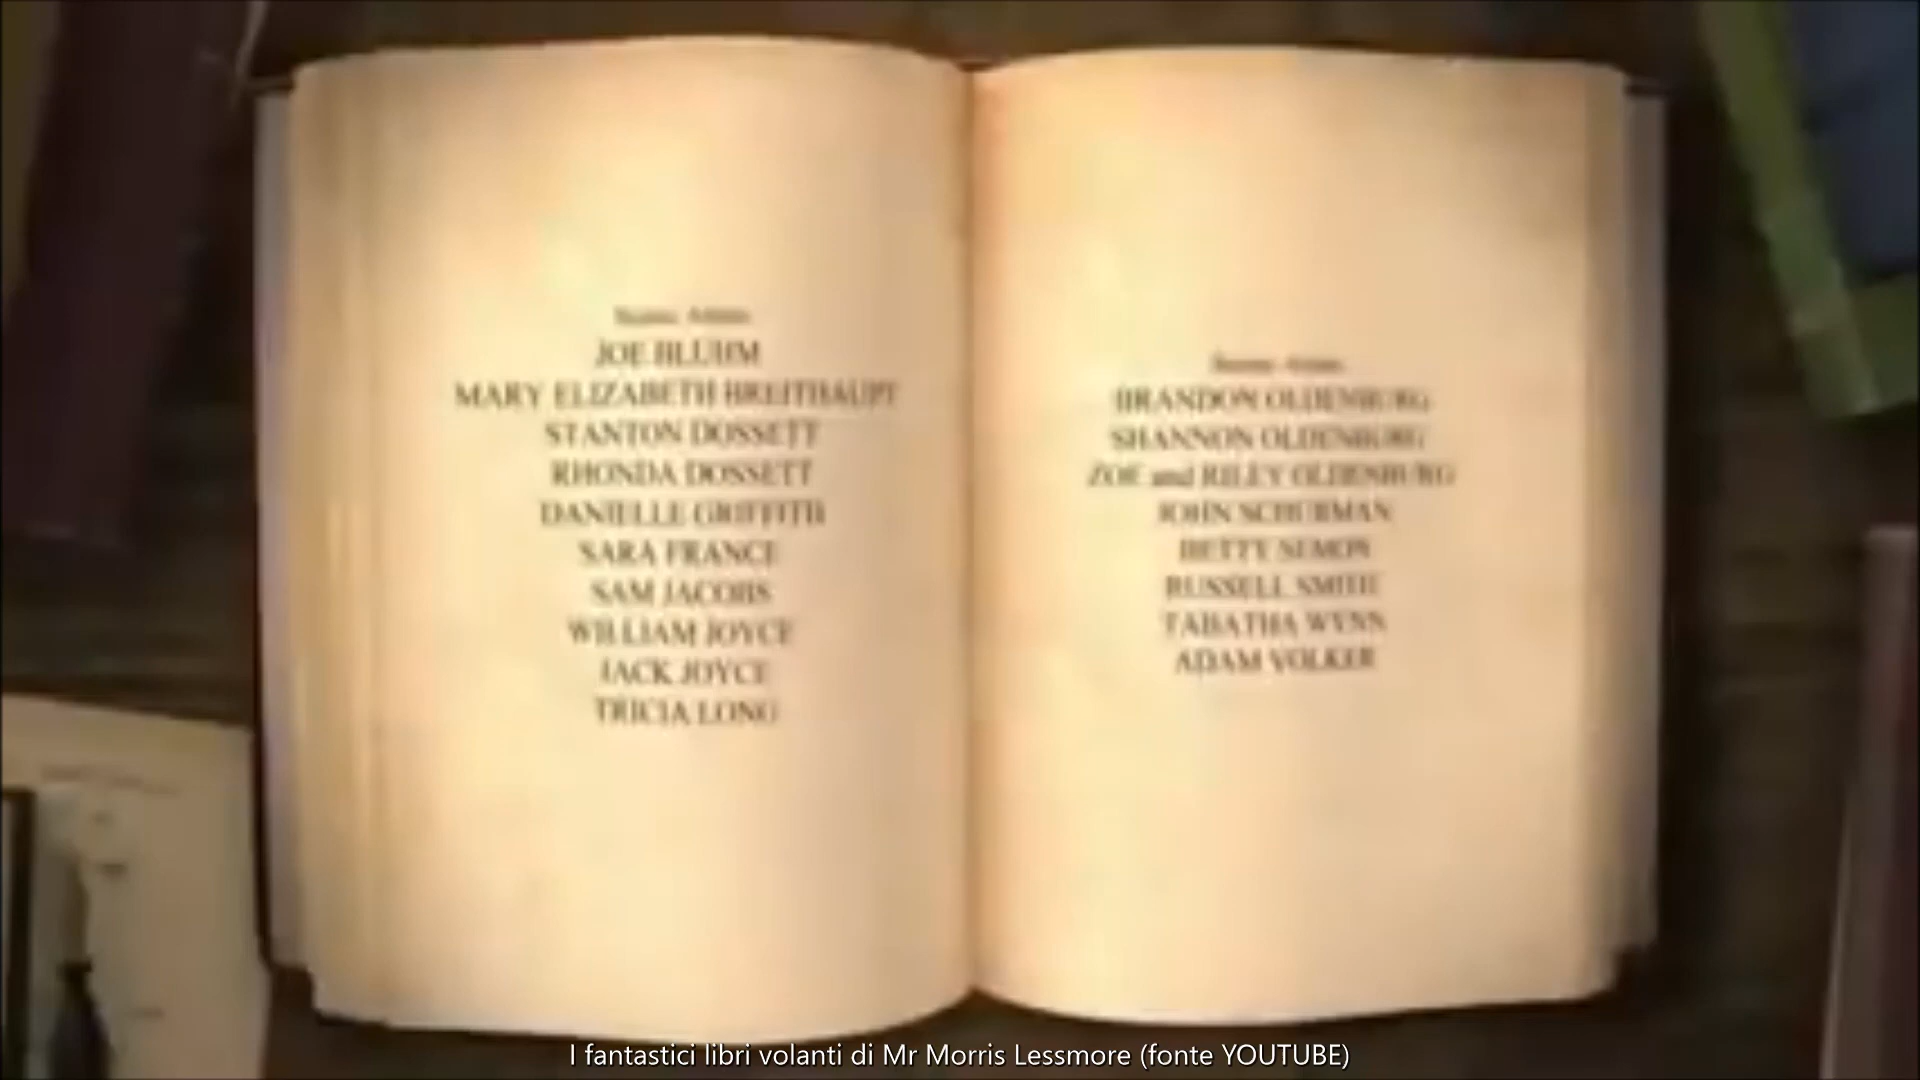 JOE BLUHM
MARY ELIZABETH BREITHAUPT
STANTON DOSSETT
RHONDA DOSSETT
DANIELLE GRIFFITH
SARA FRANCE
SAM JACOBS
WILLIAM JOYCE
JACK JOYCE
TRICIA LONG
BRANDON OLDENBURG
SHANNON OLDENBURG
ZOE and RILEY OLDENBURG
JOHN SCHURMAN
BETTY SIMON
RUSSELL SMITH
TABATHA WYNN
ADAM VOLKER
I fantastici libri volanti di Mr Morris Lessmore (fonte YOUTUBE)